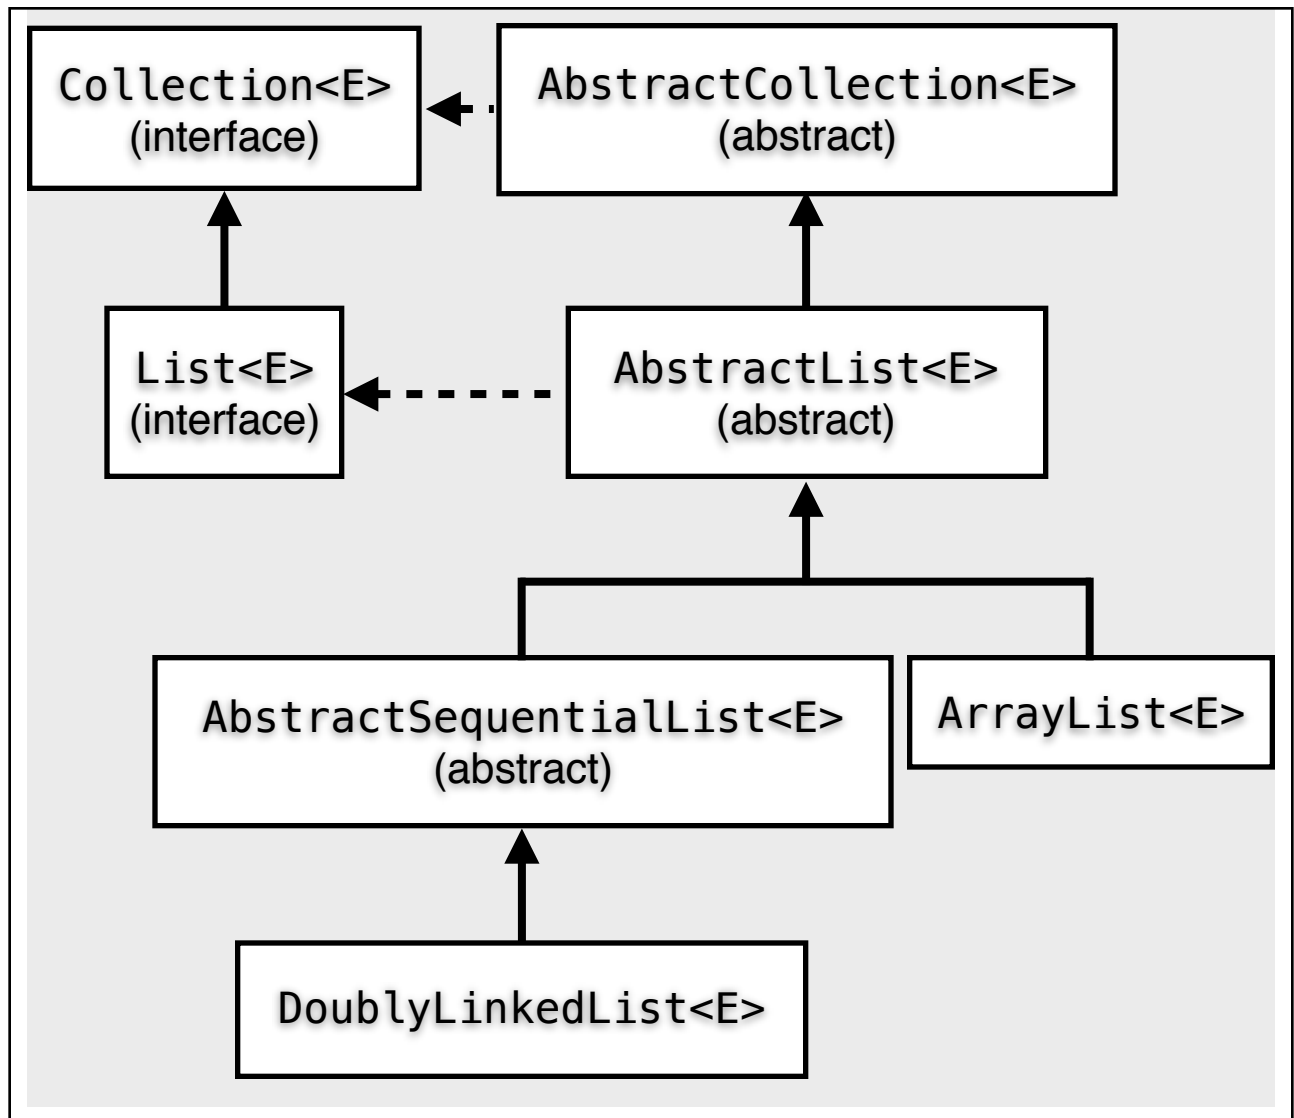 Collection<E>
(interface)
AbstractCollection<E>
(abstract)
List<E>
(interface)
AbstractList<E>
(abstract)
AbstractSequentialList<E>
(abstract)
ArrayList<E>
DoublyLinkedList<E>